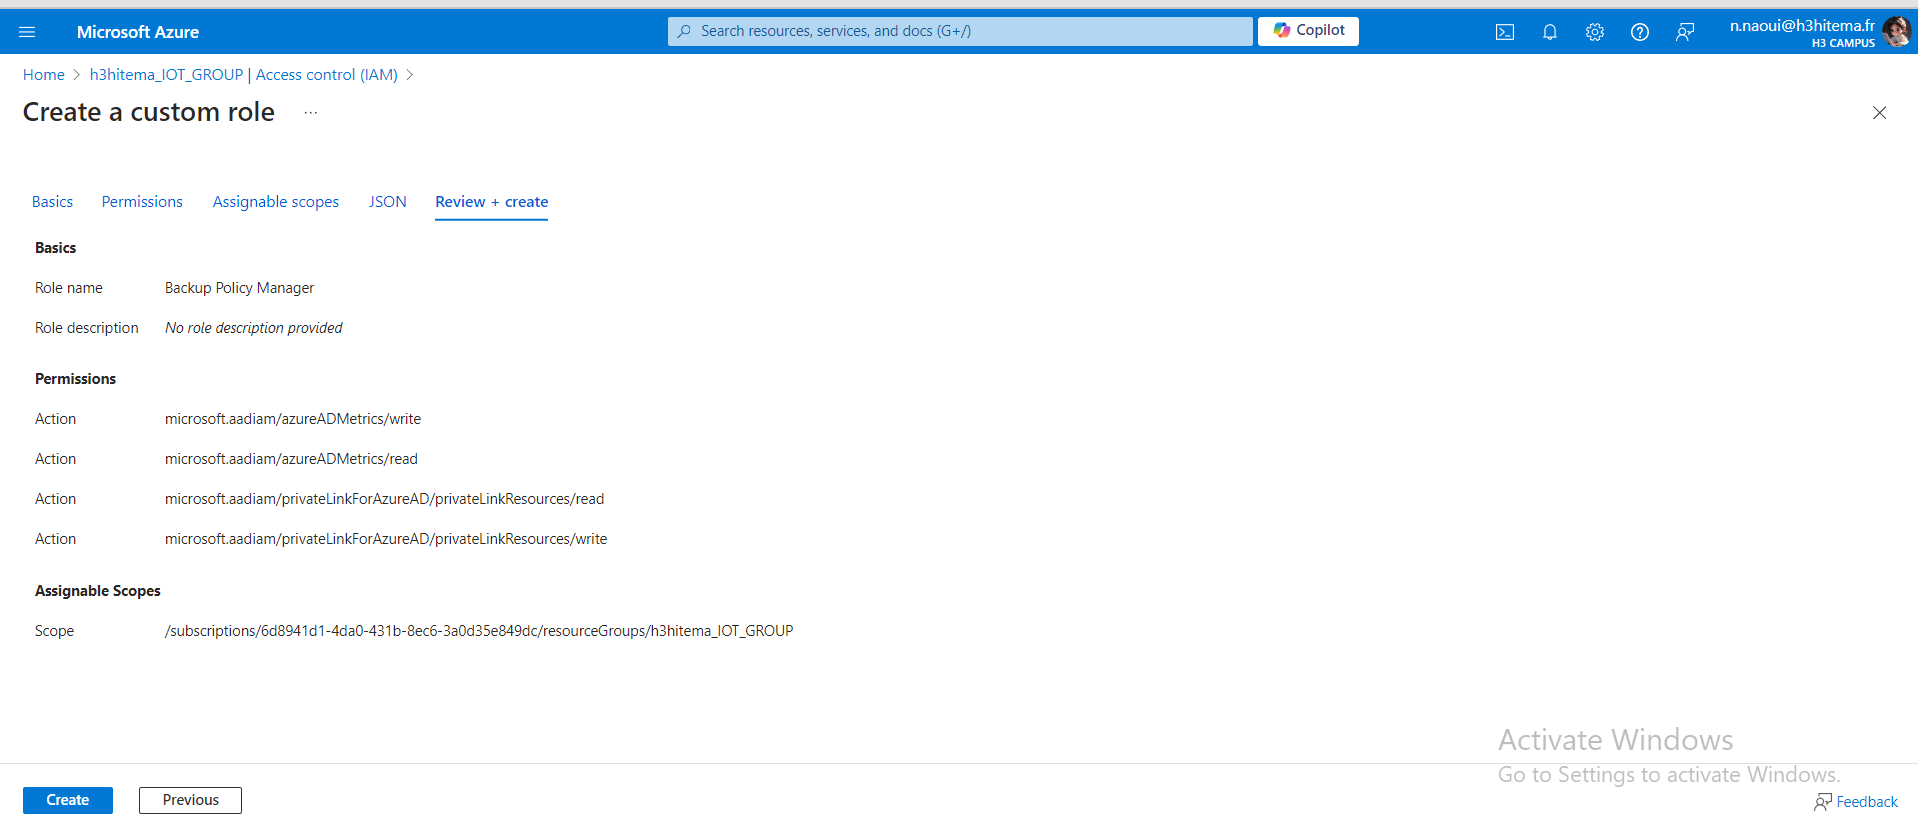 Microsoft Azure
Search resources, services, and docs (G+/)
Copilot
n.naoui@h3hitema.fr
H3 CAMPUS
Home > h3hitema_IOT_GROUP | Access control (IAM) >
Create a custom role ...
Basics Permissions Assignable scopes JSON Review + create
Basics
Role name Backup Policy Manager
Role description No role description provided
Permissions
Action microsoft.aadiam/azureADMetrics/write
Action microsoft.aadiam/azureADMetrics/read
Action microsoft.aadiam/privateLinkForAzureAD/privateLinkResources/read
Action microsoft.aadiam/privateLinkForAzureAD/privateLinkResources/write
Assignable Scopes
Scope /subscriptions/6d8941d1-4da0-431b-8ec6-3a0d35e849dc/resourceGroups/h3hitema_IOT_GROUP
Activate Windows
Go to Settings to activate Windows.
Create Previous
Feedback